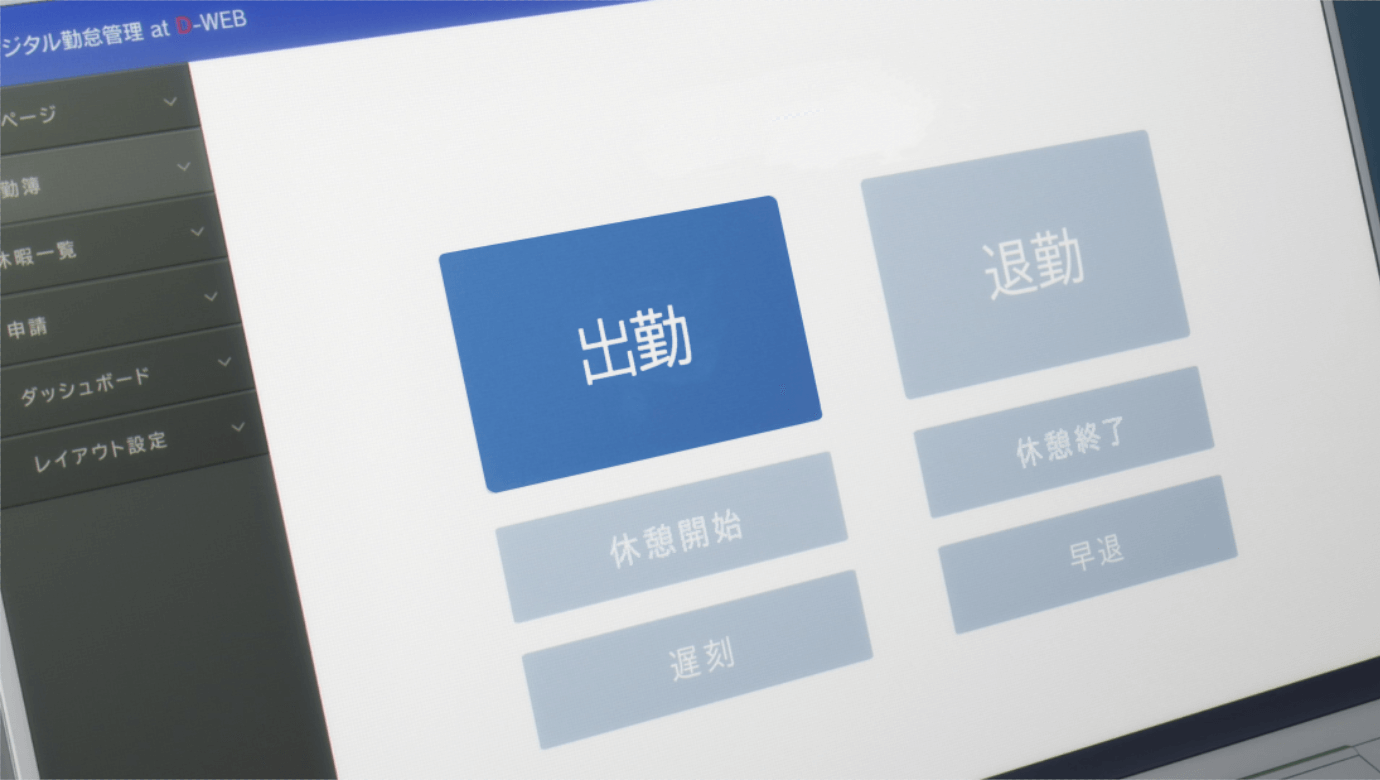 ジタル勤怠管理 at D-WEB
ページ
勤簿
休暇一覧
申請
ダッシュボード
レイアウト設定
出勤
退勤
休憩開始
休憩終了
遅刻
早退